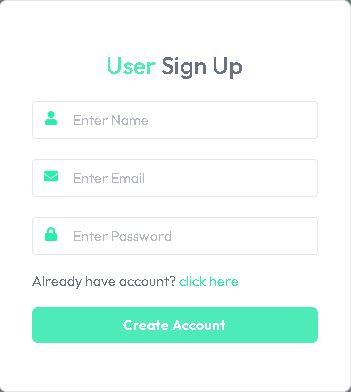 User Sign Up
Enter Name
Enter Email
Enter Password
Already have account? click here
Create Account